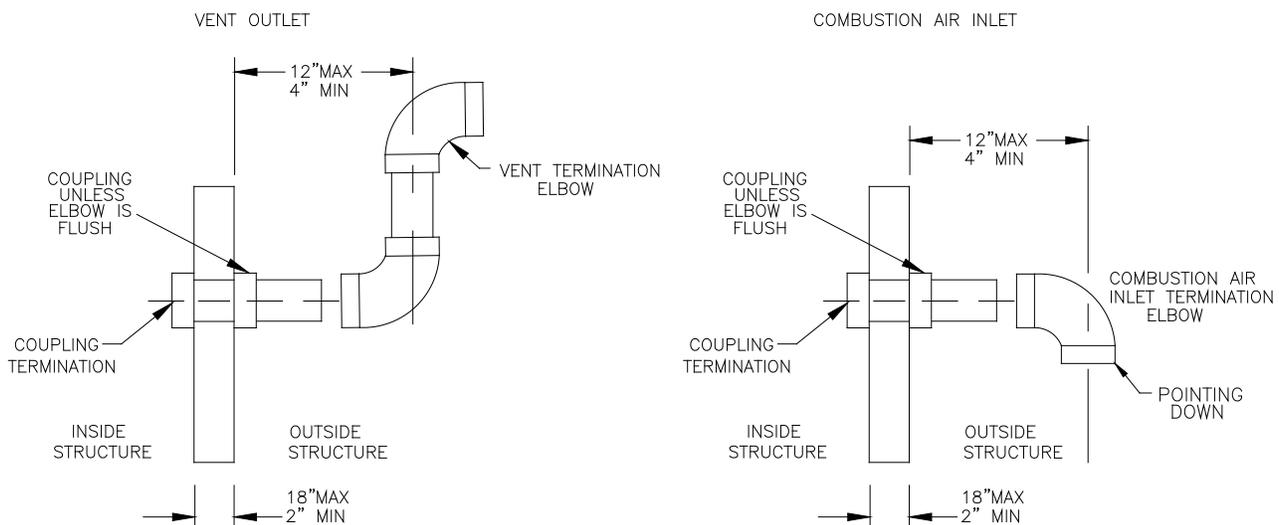 VENT OUTLET
12”MAX
4” MIN
VENT TERMINATION
ELBOW
COUPLING
UNLESS
ELBOW IS
FLUSH
COUPLING
TERMINATION
INSIDE
STRUCTURE
OUTSIDE
STRUCTURE
18”MAX
2” MIN
COMBUSTION AIR INLET
12”MAX
4” MIN
COUPLING
UNLESS
ELBOW IS
FLUSH
COMBUSTION AIR
INLET TERMINATION
ELBOW
COUPLING
TERMINATION
POINTING
DOWN
INSIDE
STRUCTURE
OUTSIDE
STRUCTURE
18”MAX
2” MIN